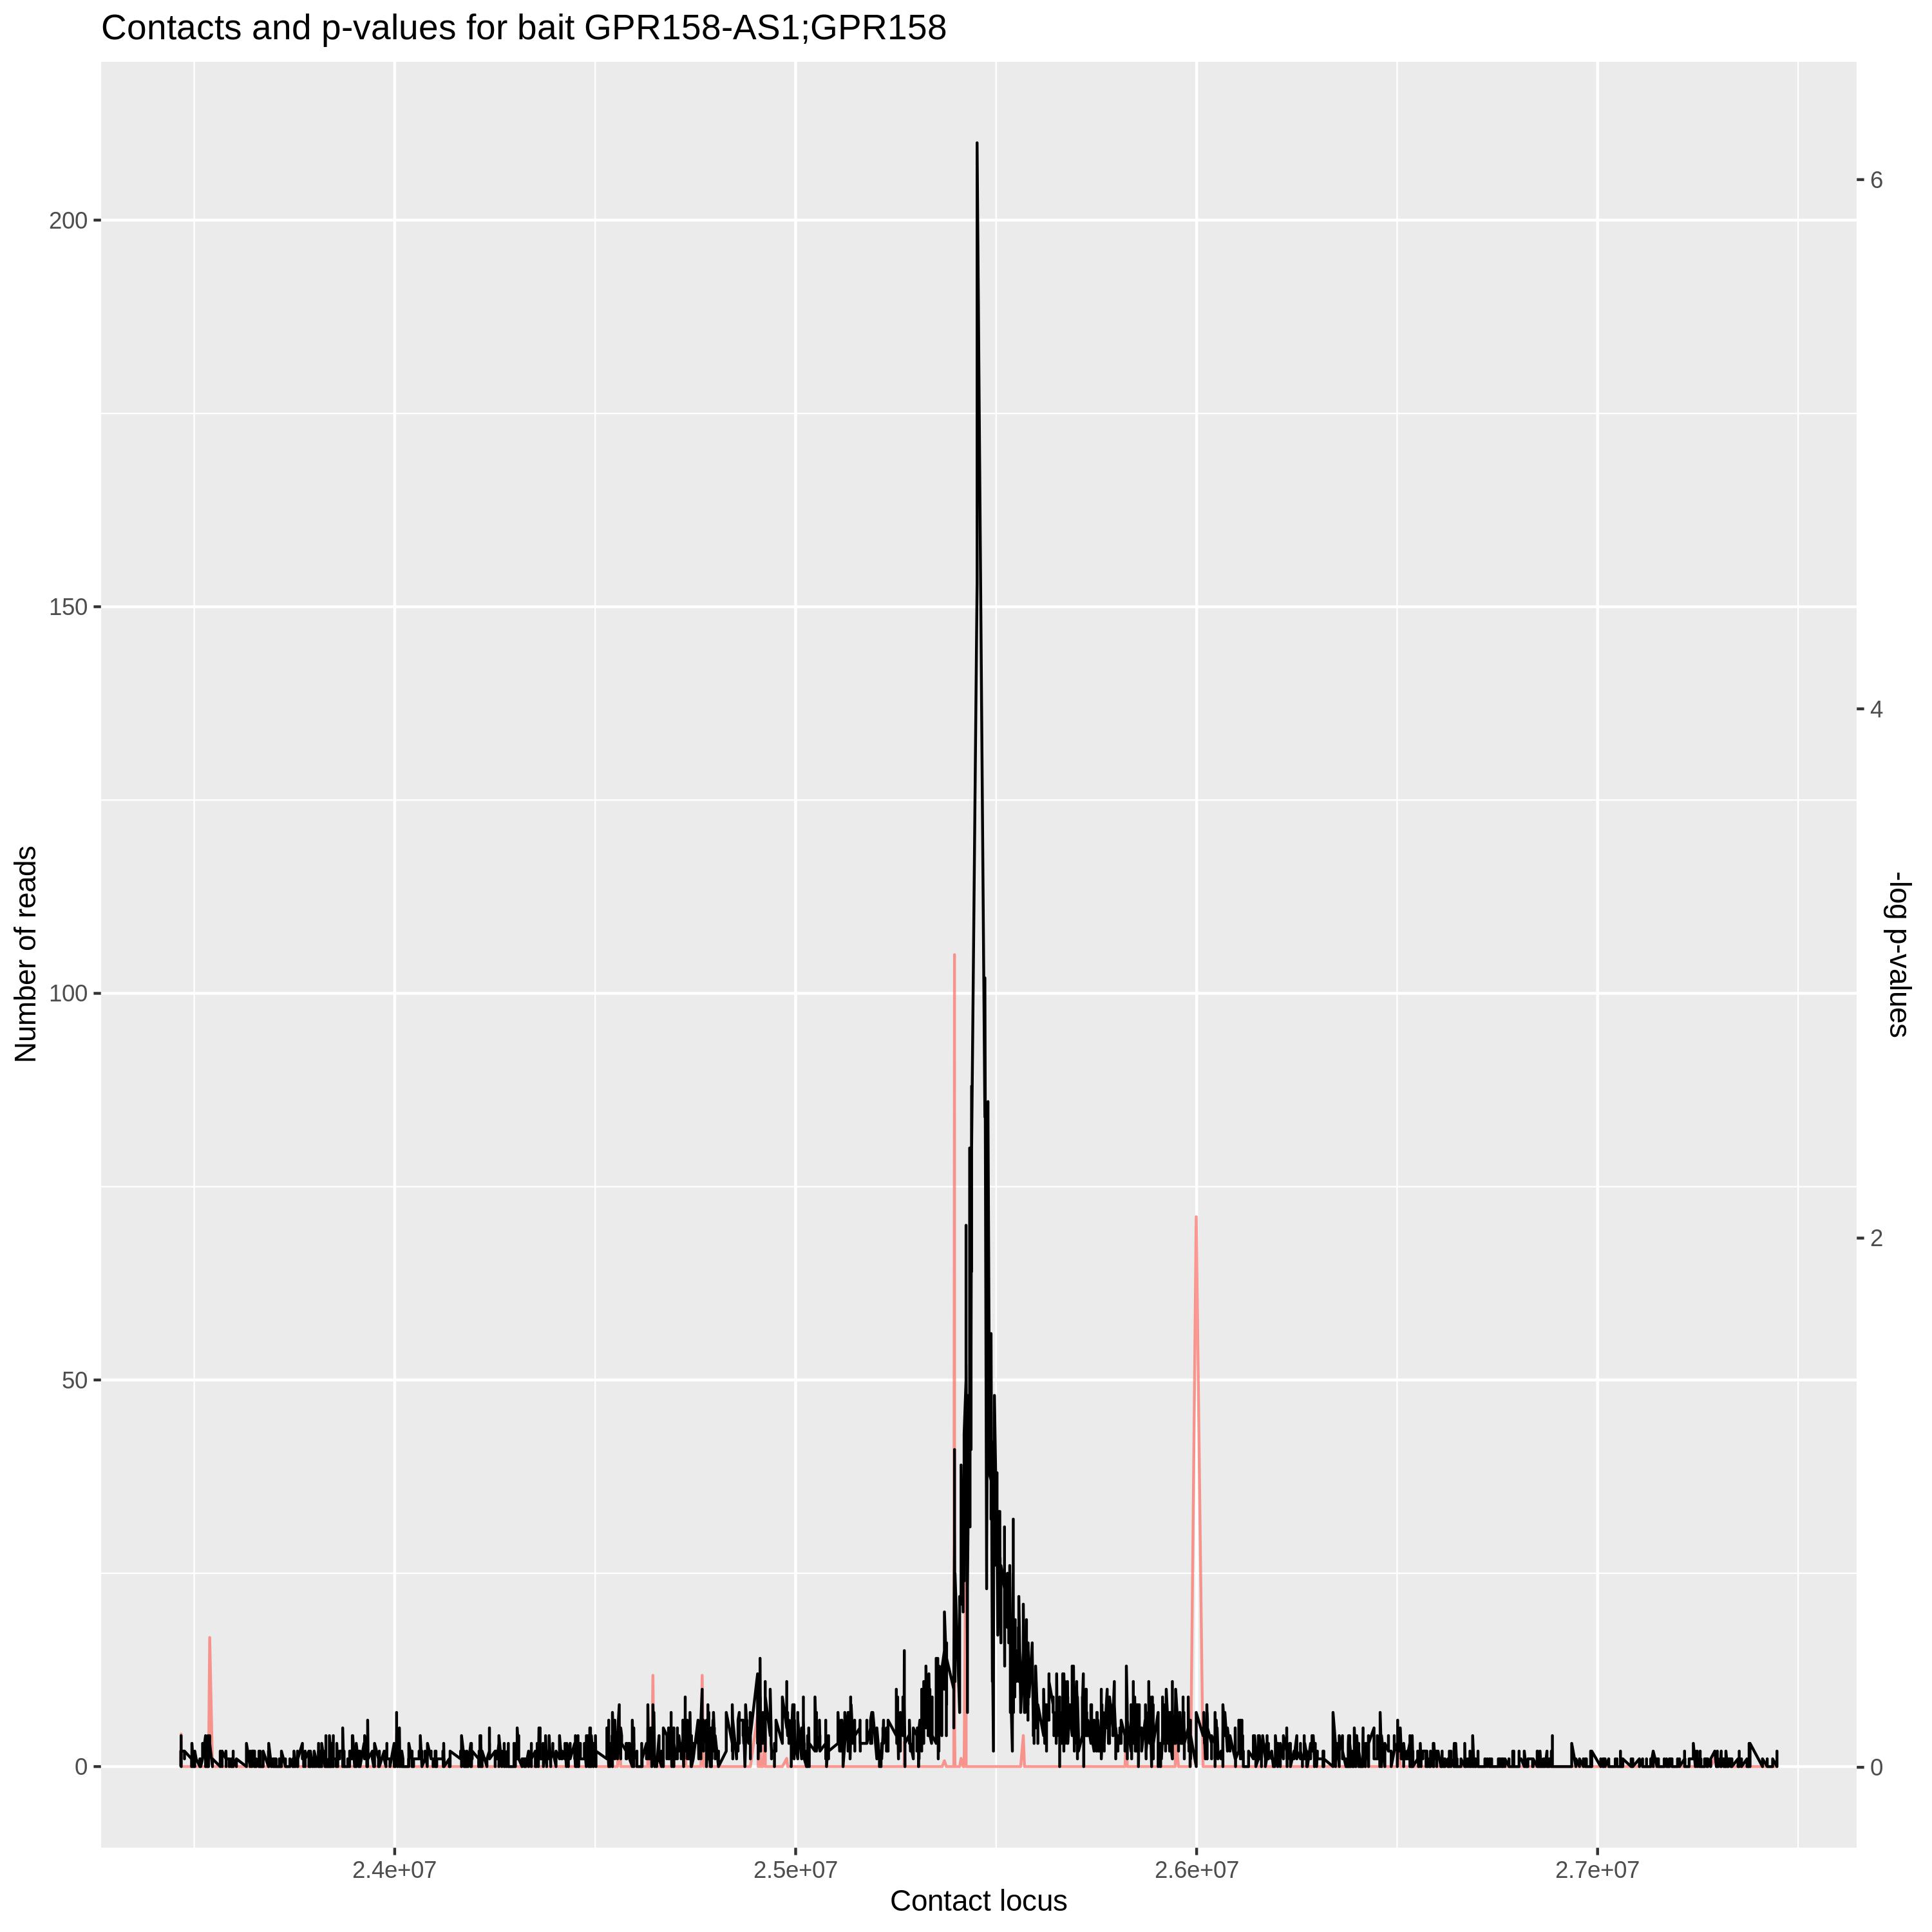 Contacts and p-values for bait GPR158-AS1;GPR158
200
150
100
50
0
Number of reads
6
4
2
0
-log p-values
2.4e+07 2.5e+07 2.6e+07 2.7e+07
Contact locus